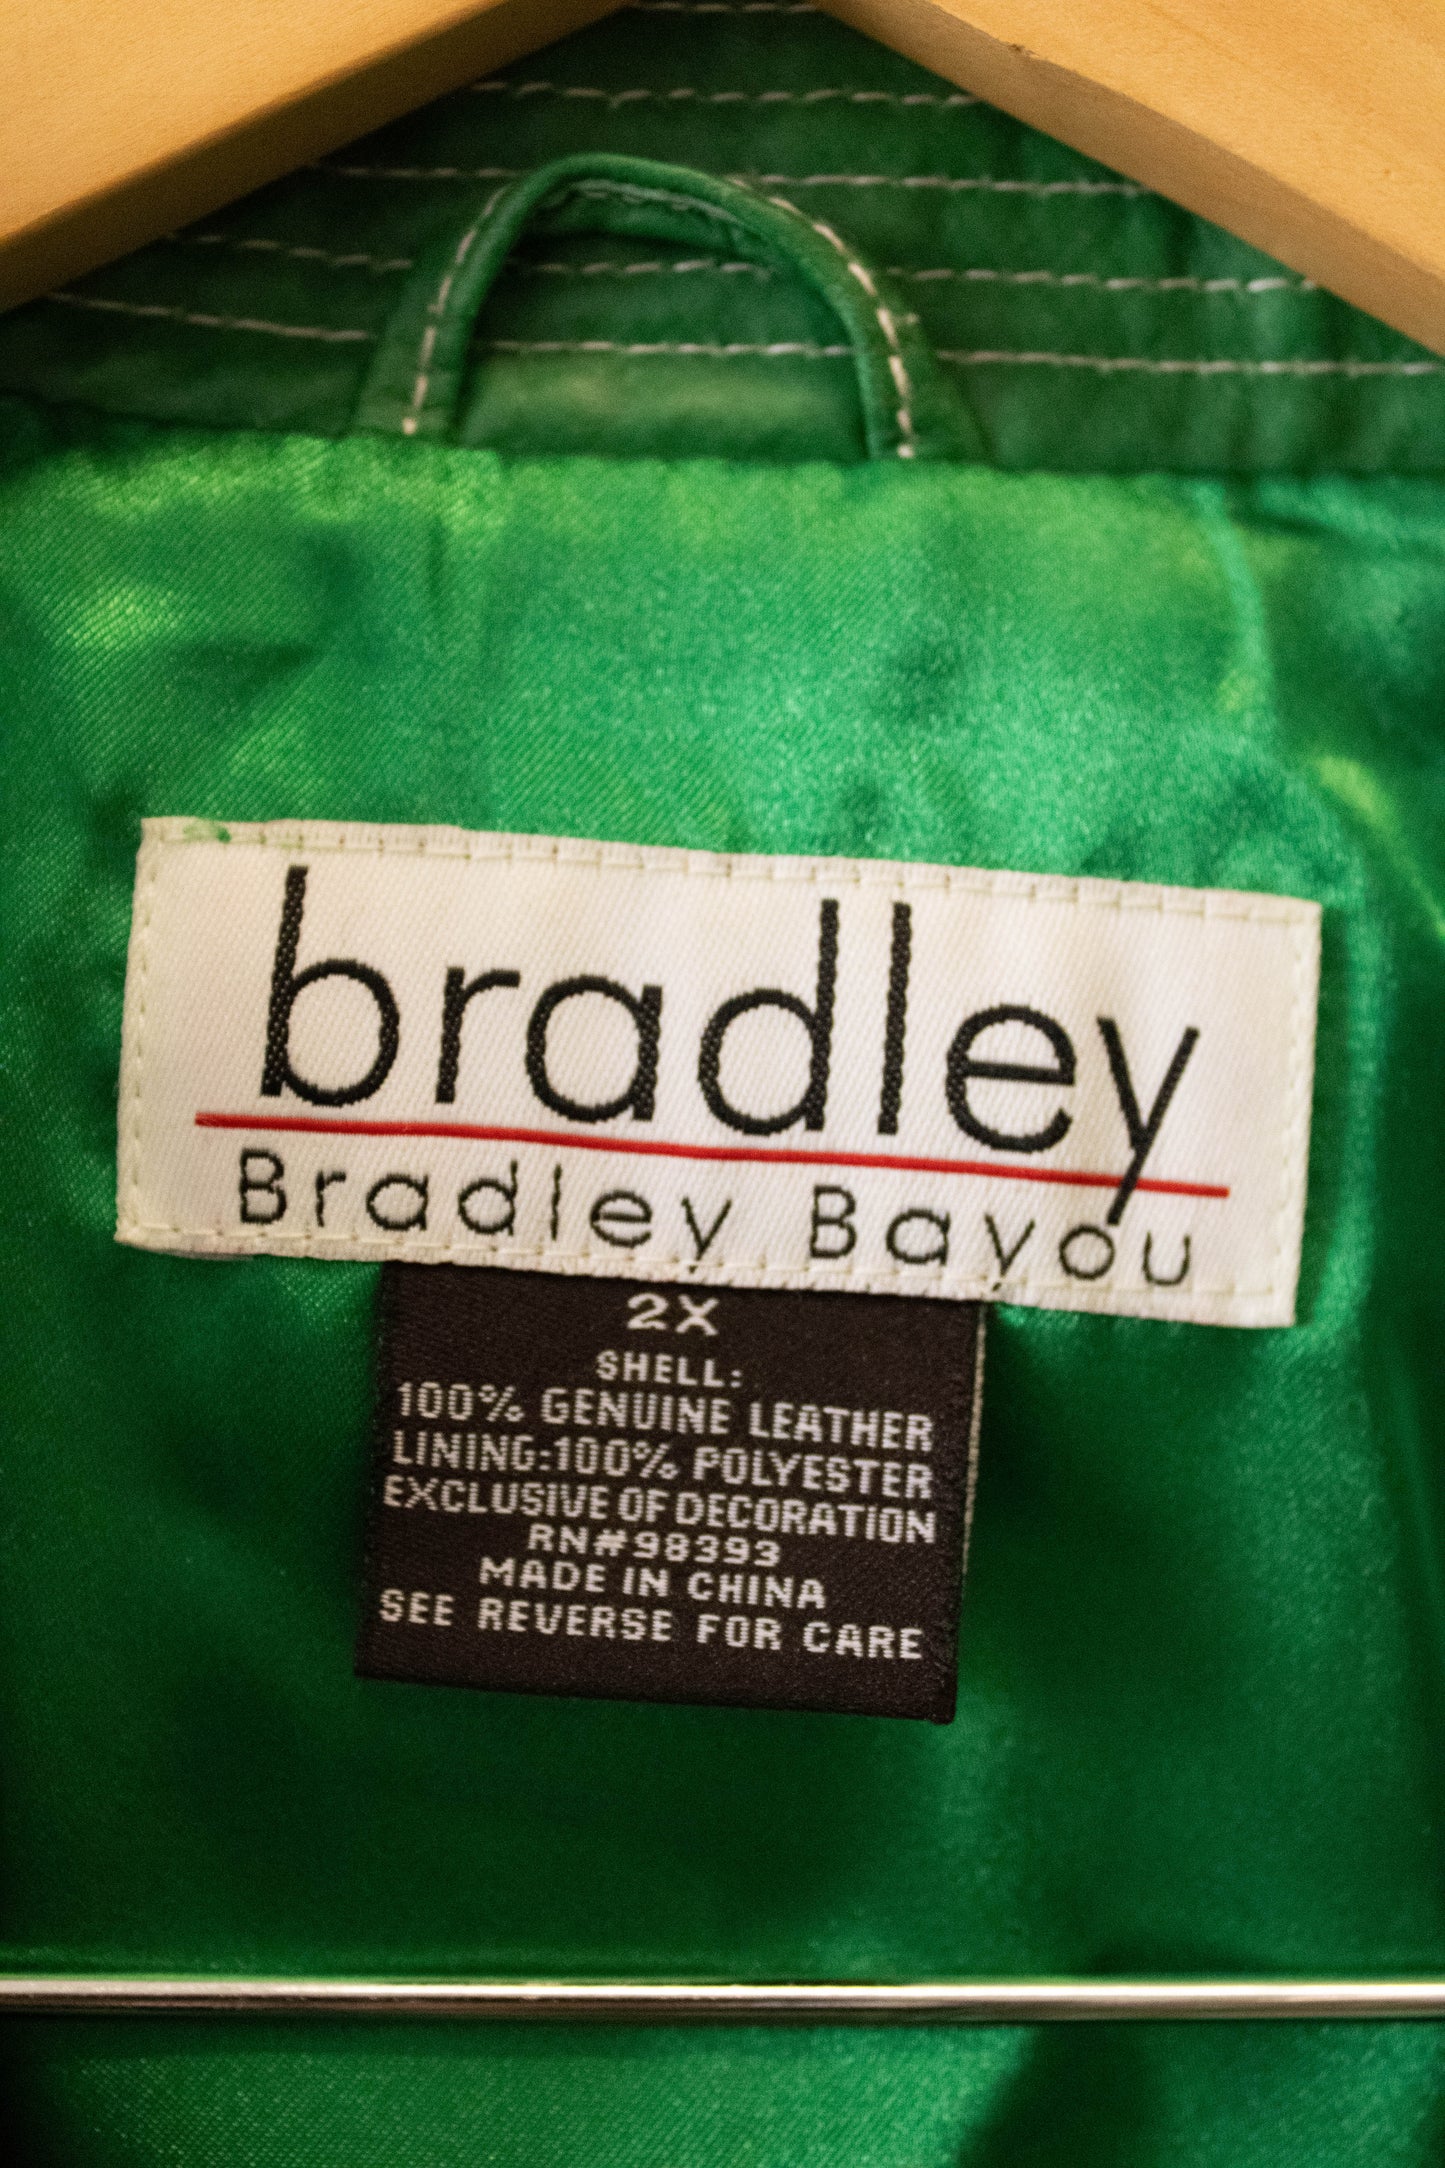 bradley
Bradley Bayou
2X
SHELL:
100% GENUINE LEATHER
LINING:100% POLYESTER
EXCLUSIVE OF DECORATION
RN#98393
MADE IN CHINA
SEE REVERSE FOR CARE